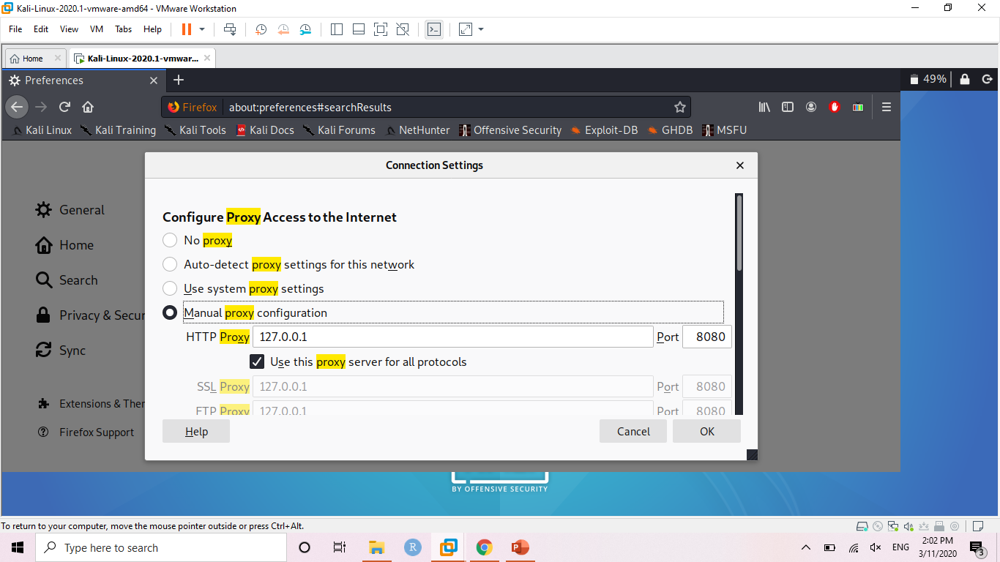 Kali-Linux-2020.1-vmware-amd64 - VMware Workstation
File Edit View VM Tabs Help
Home Kali-Linux-2020.1-vmwar...
Preferences 49%
Firefox about:preferences#searchResults
Kali Linux Kali Training Kali Tools Kali Docs Kali Forums NetHunter Offensive Security Exploit-DB GHDB MSFU
Connection Settings
General
Home
Search
Privacy & Secur
Sync
Extensions & Ther
Firefox Support
Configure Proxy Access to the Internet
No proxy
Auto-detect proxy settings for this network
Use system proxy settings
Manual proxy configuration
HTTP Proxy 127.0.0.1 Port 8080
Use this proxy server for all protocols
SSL Proxy 127.0.0.1 Port 8080
FTP Proxy 127.0.0.1 Port 8080
Help Cancel OK
BY OFFENSIVE SECURITY
To return to your computer, move the mouse pointer outside or press Ctrl+Alt.
Type here to search R P ENG 2:02 PM
3/11/2020 3